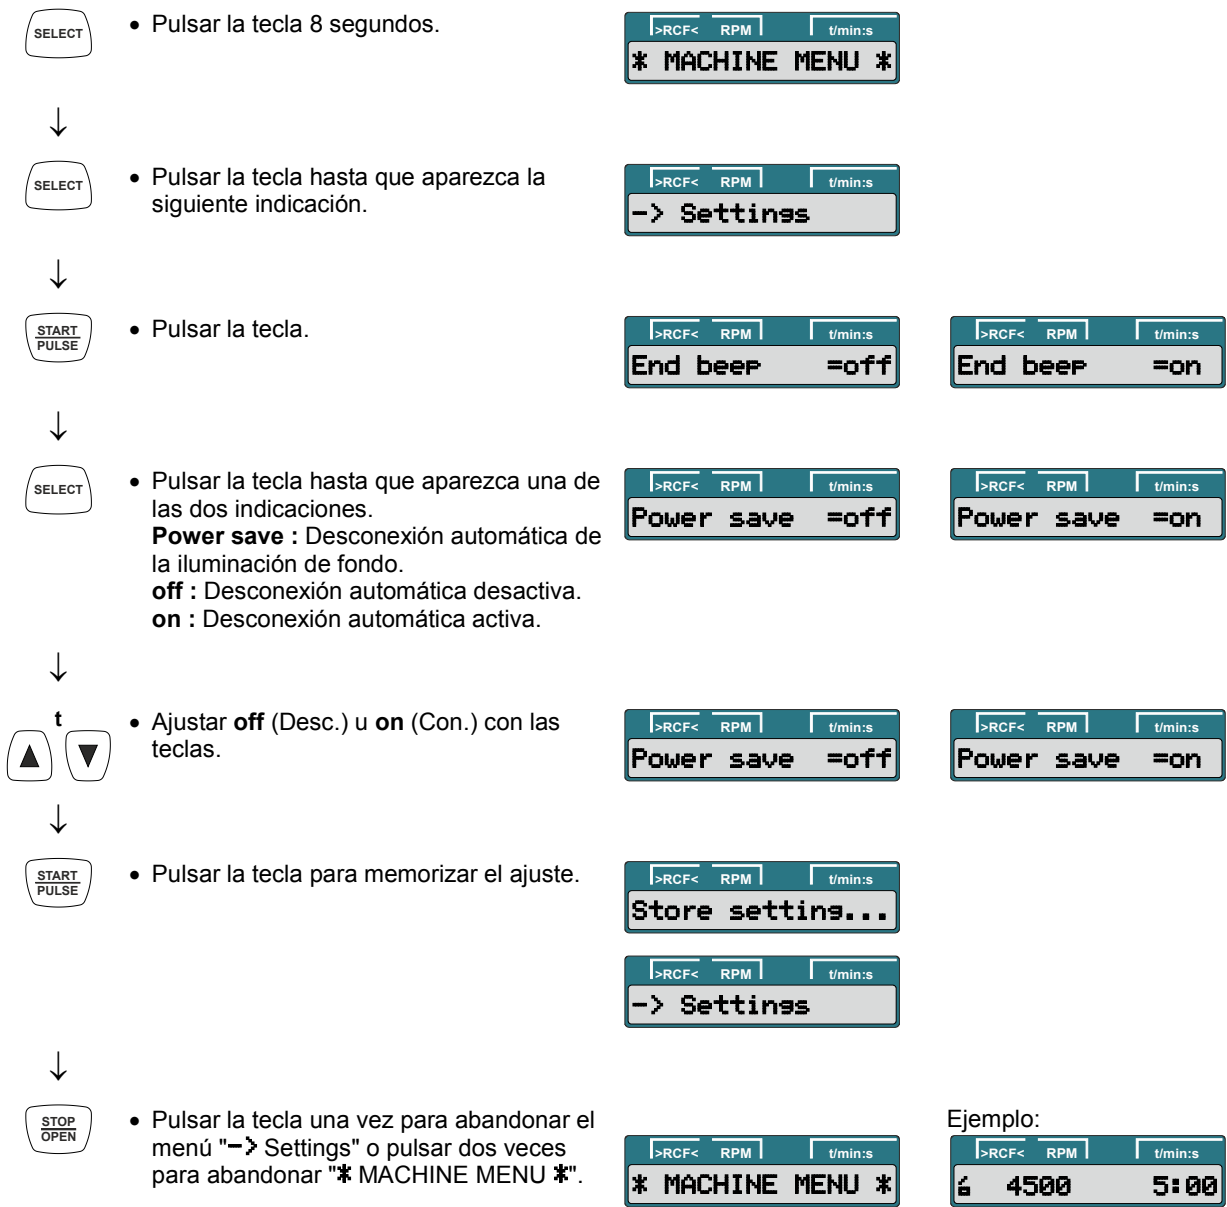 SELECT
• Pulsar la tecla 8 segundos.
>RCF< RPM t/min:s
* MACHINE MENU *
↓
SELECT
• Pulsar la tecla hasta que aparezca la
siguiente indicación.
>RCF< RPM t/min:s
-> Settings
↓
START
PULSE
• Pulsar la tecla.
>RCF< RPM t/min:s
End beep =off
>RCF< RPM t/min:s
End beep =on
↓
SELECT
• Pulsar la tecla hasta que aparezca una de
las dos indicaciones.
Power save : Desconexión automática de
la iluminación de fondo.
off : Desconexión automática desactiva.
on : Desconexión automática activa.
>RCF< RPM t/min:s
Power save =off
>RCF< RPM t/min:s
Power save =on
↓
t
▲ ▼
• Ajustar off (Desc.) u on (Con.) con las
teclas.
>RCF< RPM t/min:s
Power save =off
>RCF< RPM t/min:s
Power save =on
↓
START
PULSE
• Pulsar la tecla para memorizar el ajuste.
>RCF< RPM t/min:s
Store setting...
>RCF< RPM t/min:s
-> Settings
↓
STOP
OPEN
• Pulsar la tecla una vez para abandonar el
menú "-> Settings" o pulsar dos veces
para abandonar "* MACHINE MENU *".
>RCF< RPM t/min:s
* MACHINE MENU *
Ejemplo:
>RCF< RPM t/min:s
4500 5:00